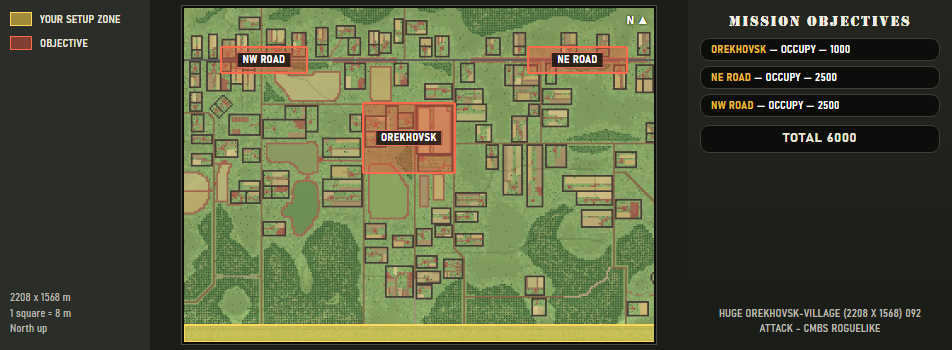 YOUR SETUP ZONE
OBJECTIVE
2208 x 1568 m
1 square = 8 m
North up
N ▲
NW ROAD
NE ROAD
OREKHOVSK
MISSION OBJECTIVES
OREKHOVSK — OCCUPY — 1000
NE ROAD — OCCUPY — 2500
NW ROAD — OCCUPY — 2500
TOTAL 6000
HUGE OREKHOVSK-VILLAGE (2208 X 1568) 092
ATTACK - CMBS ROGUELIKE